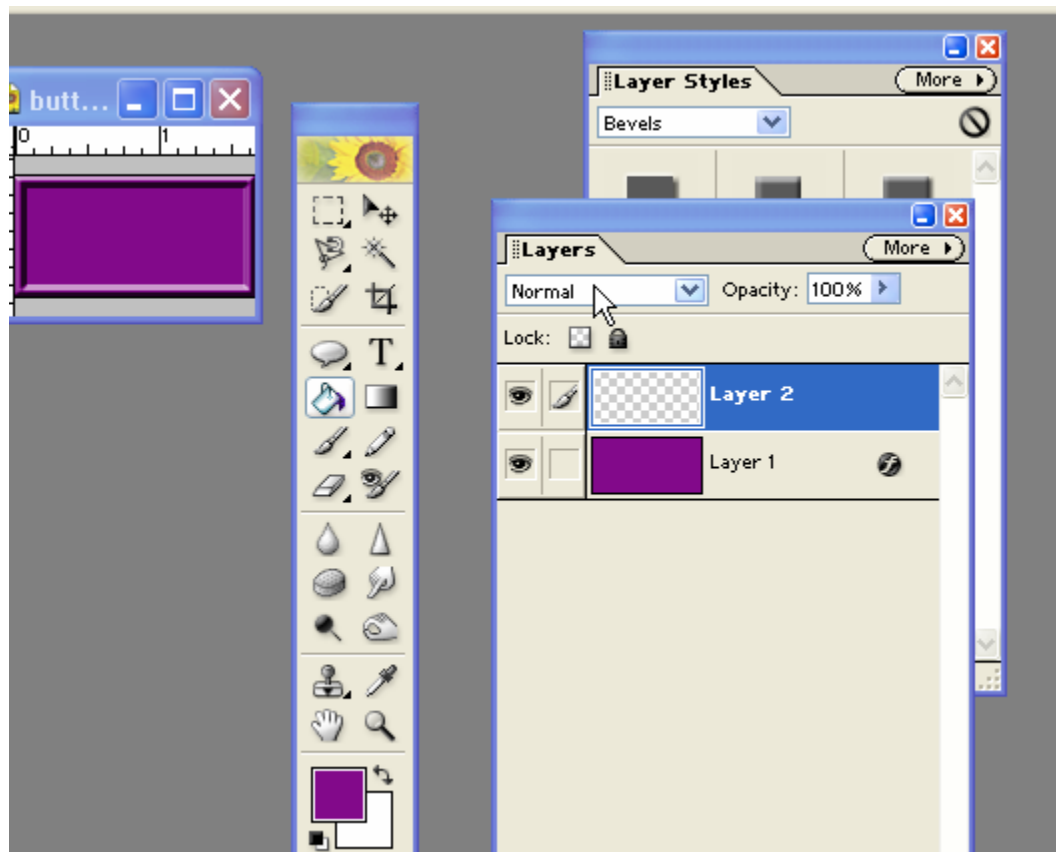 butt...
0 1
Layer Styles More
Bevels
Layers More
Normal Opacity: 100%
Lock:
Layer 2
Layer 1
T